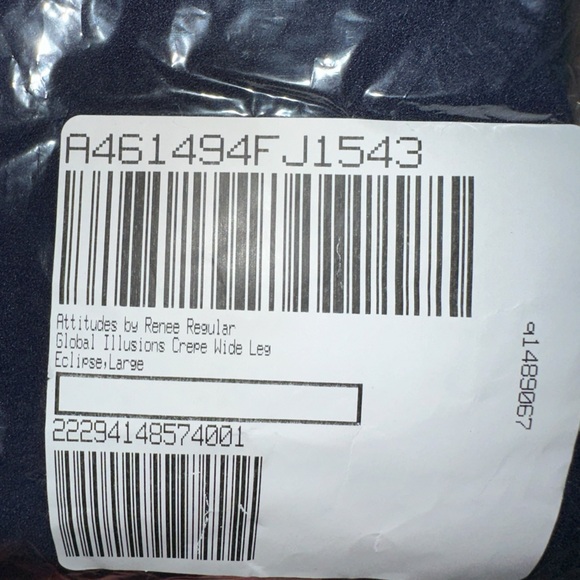 A461494FJ1543
Attitudes by Renee Regular
Global Illusions Crepe Wide Leg
Eclipse,Large
22294148574001
91489067